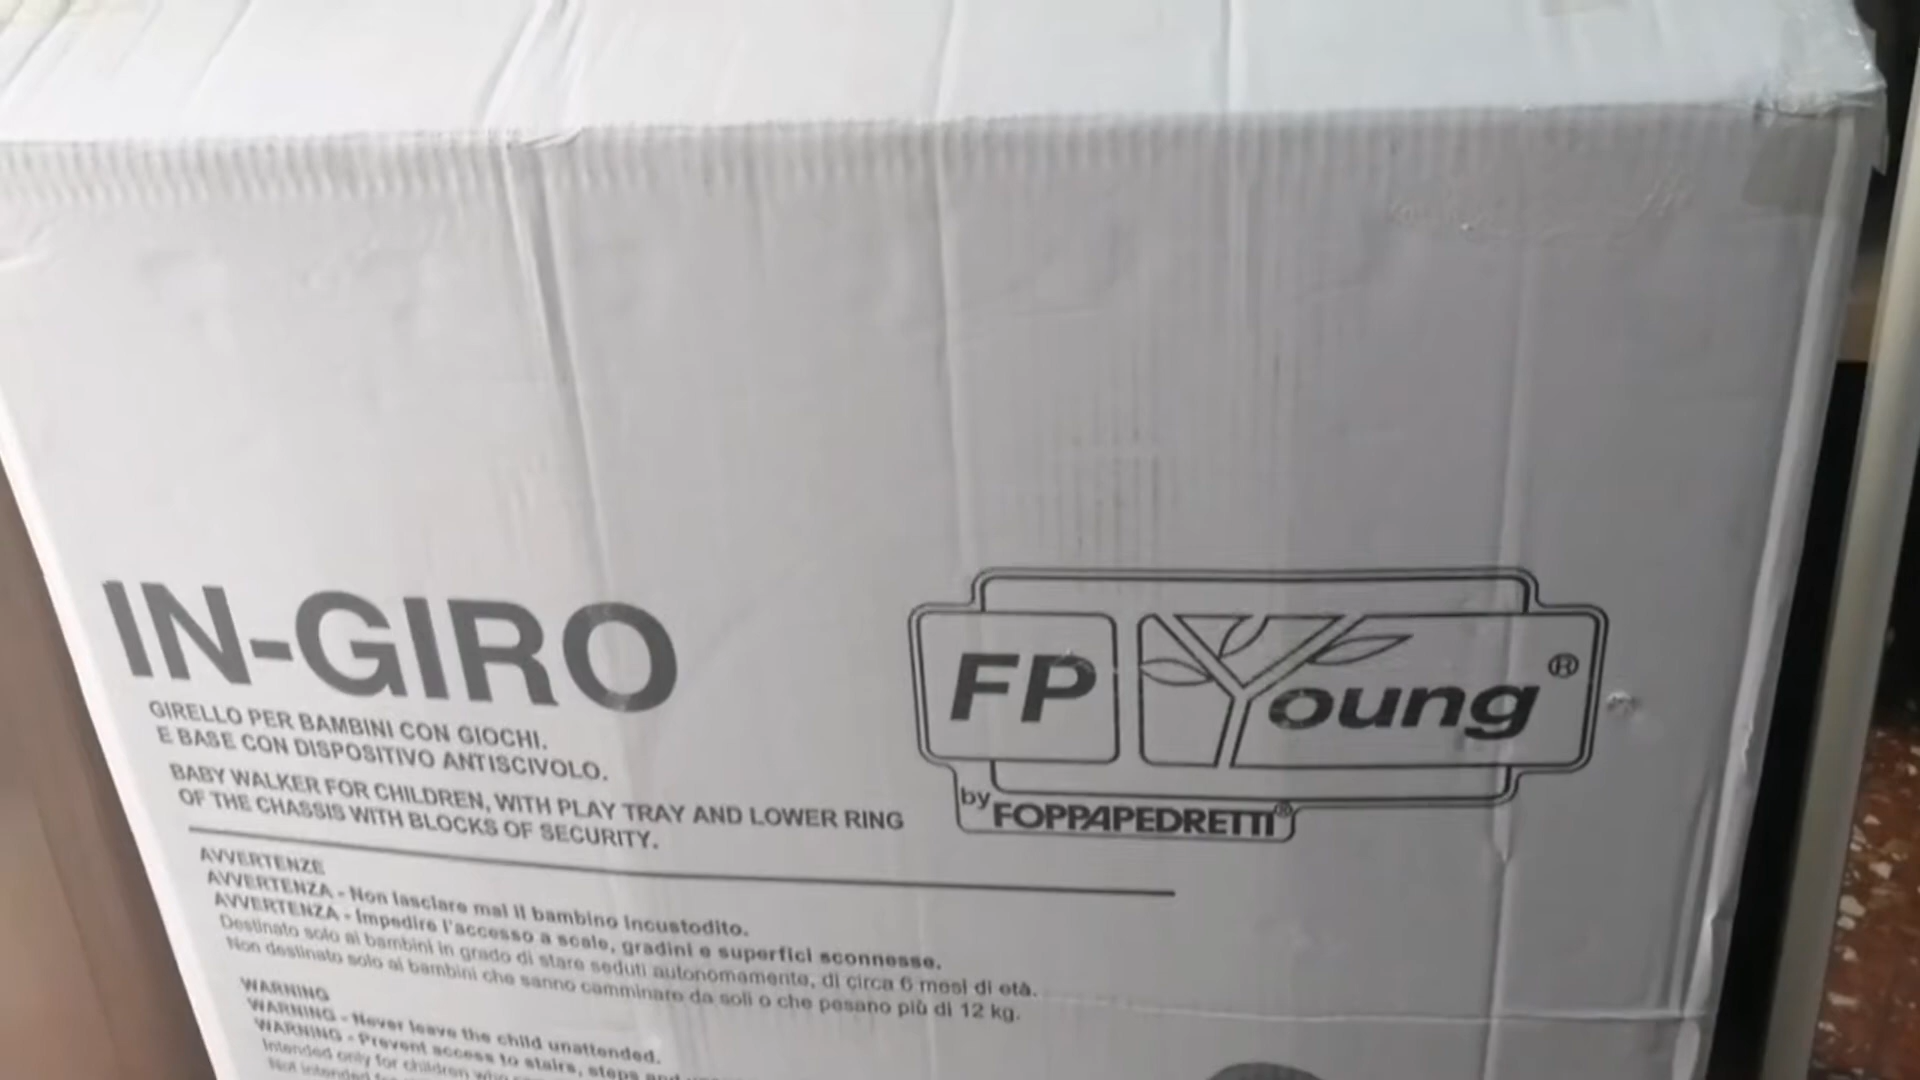 IN-GIRO
GIRELLO PER BAMBINI CON GIOCHI.
E BASE CON DISPOSITIVO ANTISCIVOLO.
BABY WALKER FOR CHILDREN, WITH PLAY TRAY AND LOWER RING
OF THE CHASSIS WITH BLOCKS OF SECURITY.
FP Young®
by FOPPAPEDRETTI®
AVVERTENZE
AVVERTENZA - Non lasciare mai il bambino incustodito.
AVVERTENZA - Impedire l'accesso a scale, gradini e superfici sconnesse.
Destinato solo ai bambini in grado di stare seduti autonomamente, di circa 6 mesi di età.
Non destinato solo ai bambini che sanno camminare da soli o che pesano più di 12 kg.
WARNING
WARNING - Never leave the child unattended.
WARNING - Prevent access to stairs, steps and
Intended only for children who
Not intended for